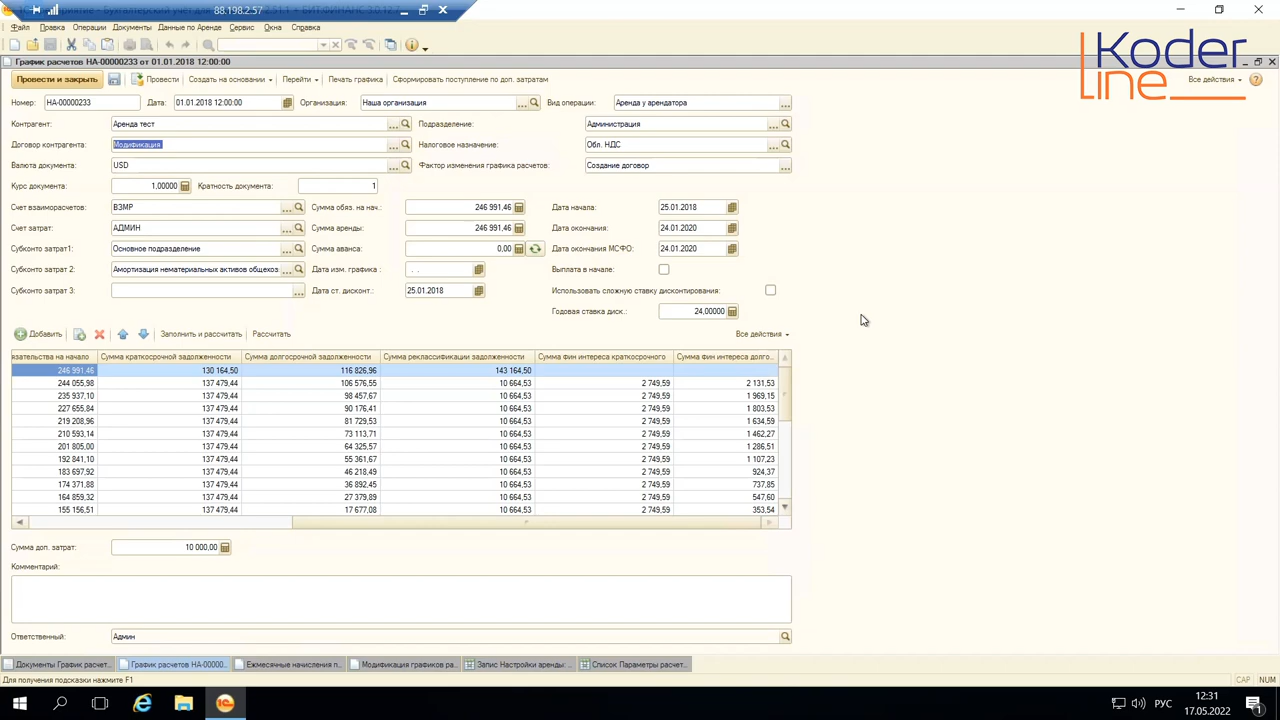 88.198.2.57
Файл Правка Операции Документы Данные по Аренде Сервис Окна Справка
График расчетов НА-00000233 от 01.01.2018 12:00:00
Koder
line
Провести и закрыть Провести Создать на основании Перейти Печать графика Сформировать поступление по доп. затратам Все действия
Номер: НА-00000233 Дата: 01.01.2018 12:00:00 Организация: Наша организация Вид операции: Аренда у арендатора
Контрагент: Аренда тест Подразделение: Администрация
Договор контрагента: Модификация Налоговое назначение: Обл. НДС
Валюта документа: USD Фактор изменения графика расчетов: Создание договор
Курс документа: 1,00000 Кратность документа: 1
Счет взаиморасчетов: ВЗМР Сумма обяз. на нач.: 246 991,46 Дата начала: 25.01.2018
Счет затрат: АДМИН Сумма аренды: 246 991,46 Дата окончания: 24.01.2020
Субконто затрат1: Основное подразделение Сумма аванса: 0,00 Дата окончания МСФО: 24.01.2020
Субконто затрат 2: Амортизация нематериальных активов общехоз Дата изм. графика : . . Выплата в начале:
Субконто затрат 3: Дата ст. дисконт.: 25.01.2018 Использовать сложную ставку дисконтирования:
Годовая ставка диск.: 24,00000
Добавить Заполнить и рассчитать Рассчитать Все действия
язательства на начало Сумма краткосрочной задолженности Сумма долгосрочной задолженности Сумма реклассификации задолженности Сумма фин интереса краткосрочного Сумма фин интереса долго...
246 991,46 130 164,50 116 826,96 143 164,50
244 055,98 137 479,44 106 576,55 10 664,53 2 749,59 2 131,53
235 937,10 137 479,44 98 457,67 10 664,53 2 749,59 1 969,15
227 655,84 137 479,44 90 176,41 10 664,53 2 749,59 1 803,53
219 208,96 137 479,44 81 729,53 10 664,53 2 749,59 1 634,59
210 593,14 137 479,44 73 113,71 10 664,53 2 749,59 1 462,27
201 805,00 137 479,44 64 325,57 10 664,53 2 749,59 1 286,51
192 841,10 137 479,44 55 361,67 10 664,53 2 749,59 1 107,23
183 697,92 137 479,44 46 218,49 10 664,53 2 749,59 924,37
174 371,88 137 479,44 36 892,45 10 664,53 2 749,59 737,85
164 859,32 137 479,44 27 379,89 10 664,53 2 749,59 547,60
155 156,51 137 479,44 17 677,08 10 664,53 2 749,59 353,54
Сумма доп. затрат: 10 000,00
Комментарий:
Ответственный: Админ
Документы График расчет... График расчетов НА-00000... Ежемесячные начисления п... Модификация графиков ра... Запись Настройки аренды: ... Список Параметры расчет...
Для получения подсказки нажмите F1 CAP NUM
РУС 12:31
17.05.2022